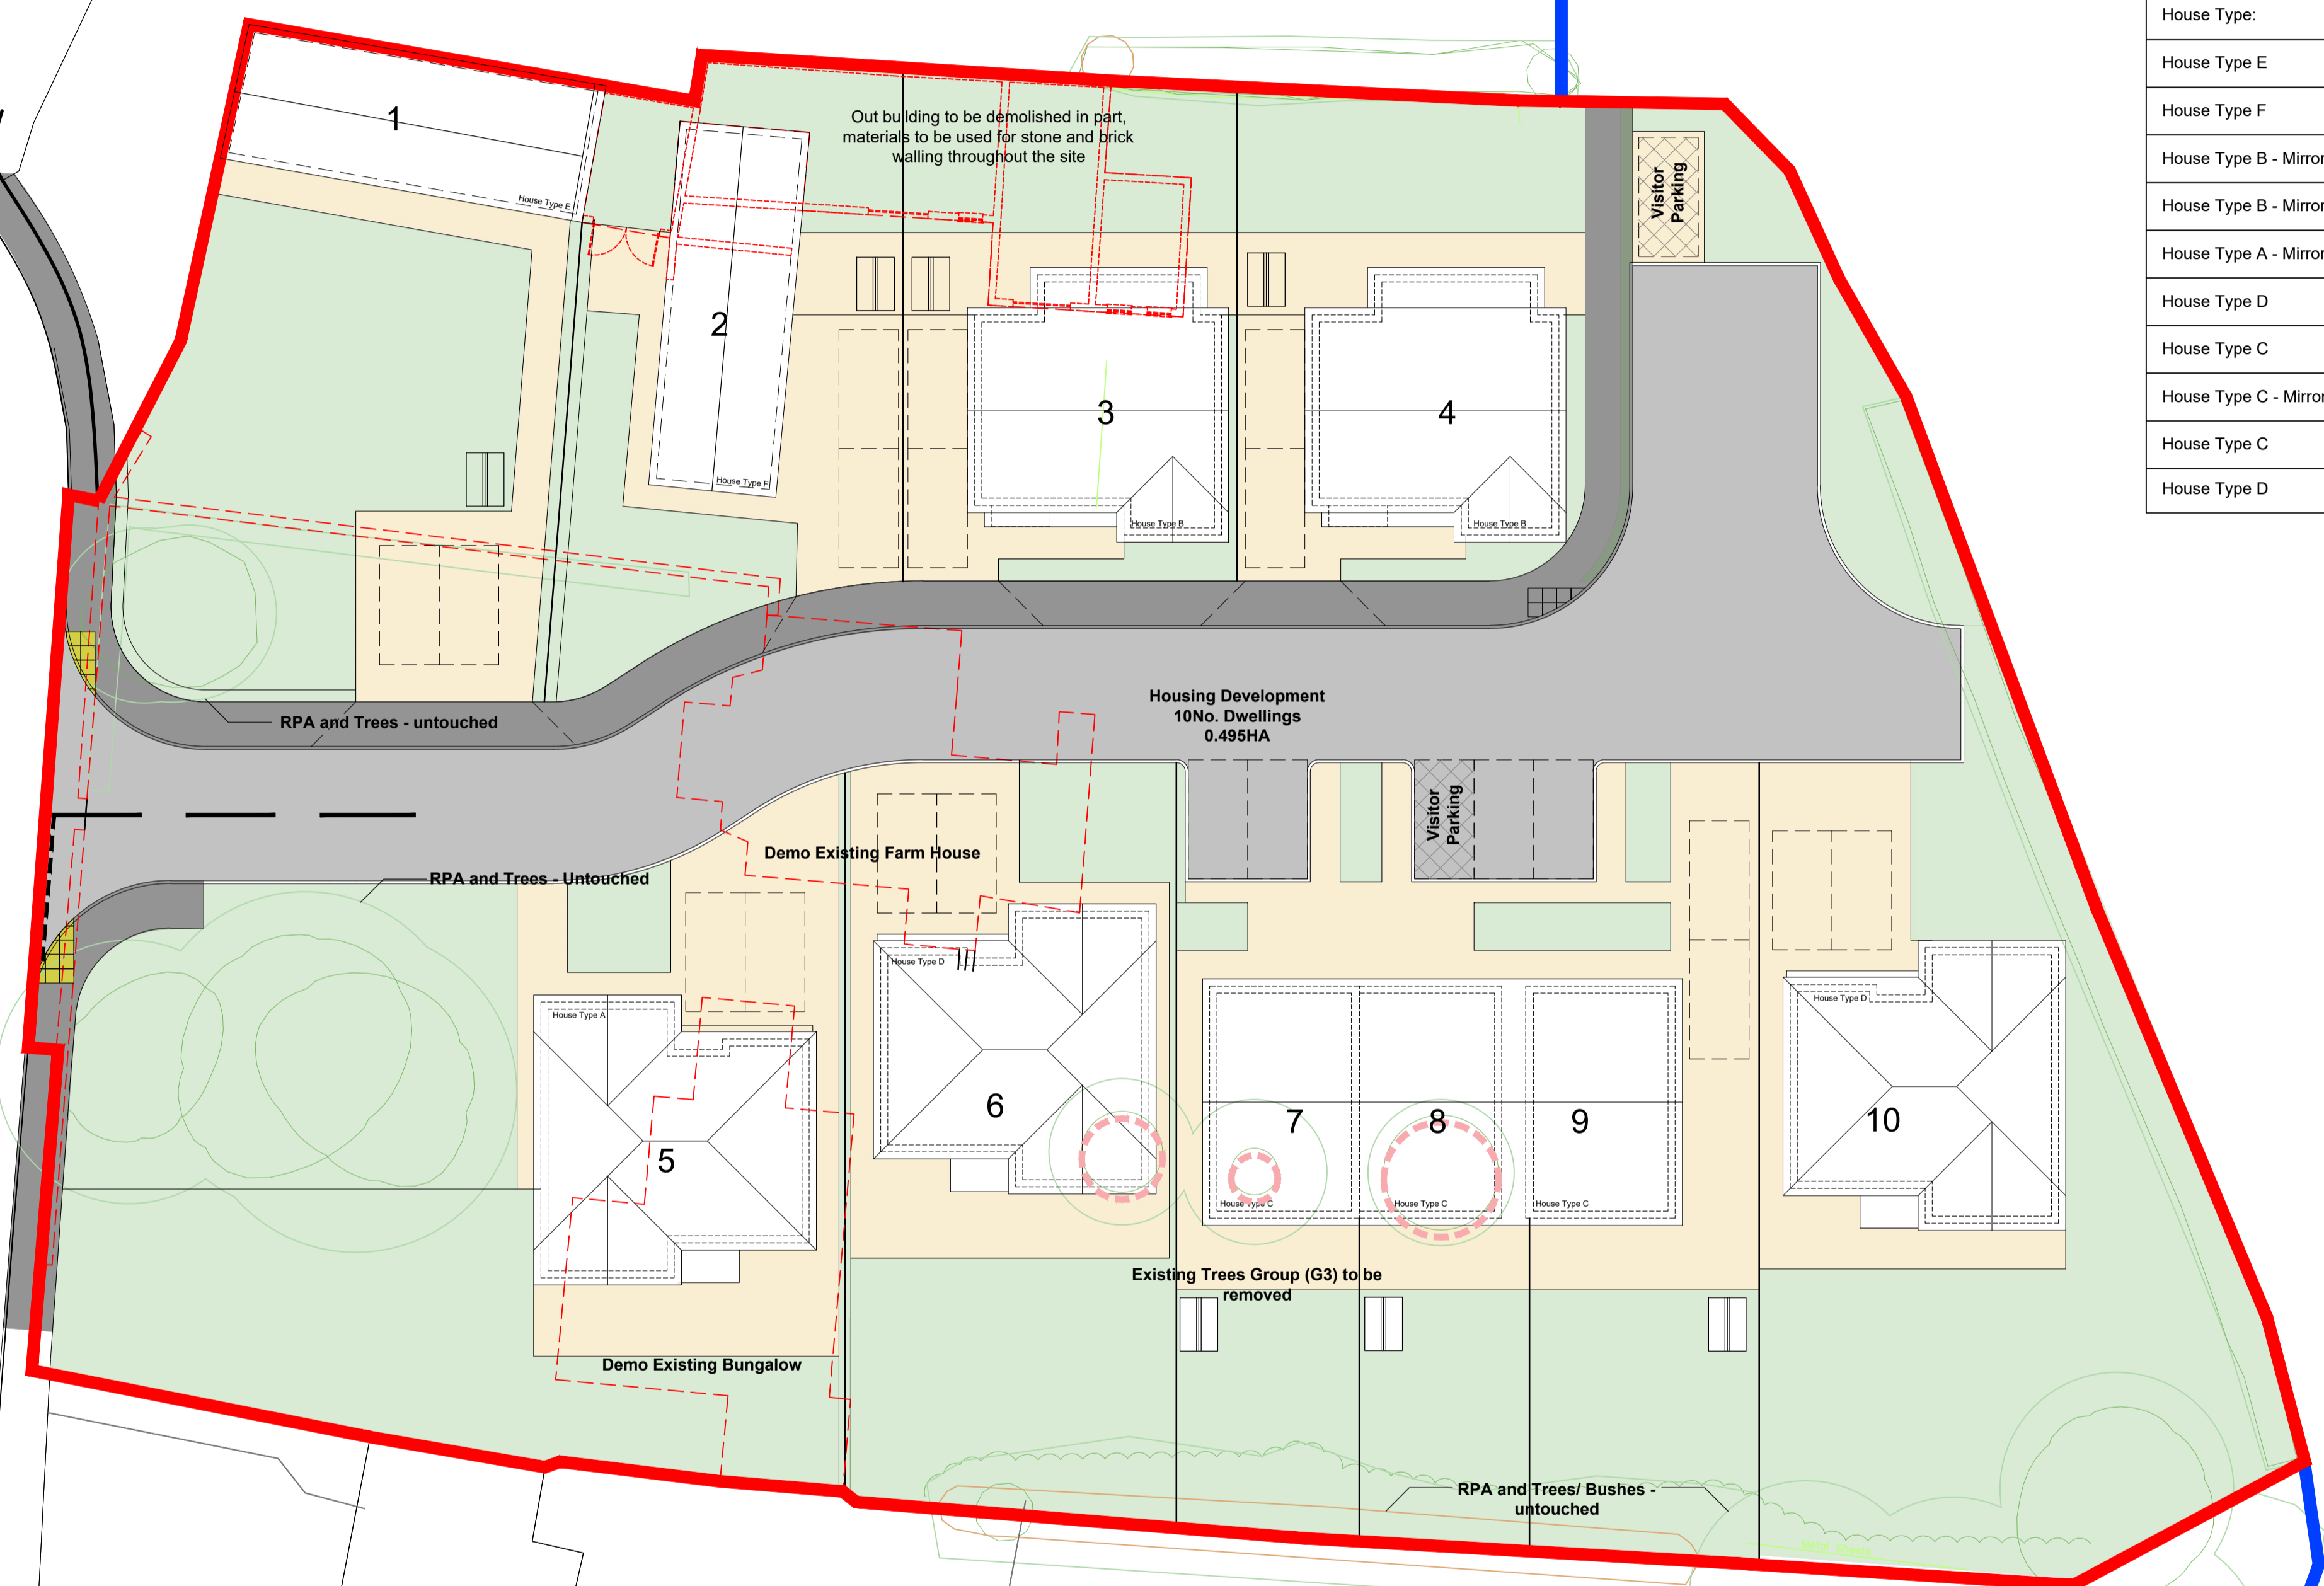 House Type:
House Type E
House Type F
House Type B - Mirror
House Type B - Mirror
House Type A - Mirror
House Type D
House Type C
House Type C - Mirror
House Type C
House Type D
1
House Type E
Out building to be demolished in part,
materials to be used for stone and brick
walling throughout the site
Visitor
Parking
2
House Type F
3
House Type B
4
House Type B
RPA and Trees - untouched
Housing Development
10No. Dwellings
0.495HA
Visitor
Parking
Demo Existing Farm House
RPA and Trees - Untouched
House Type A
5
House Type D
6
7
House Type C
8
House Type C
9
House Type C
House Type D
10
Existing Trees Group (G3) to be
removed
Demo Existing Bungalow
RPA and Trees/ Bushes -
untouched
Metal Sheets